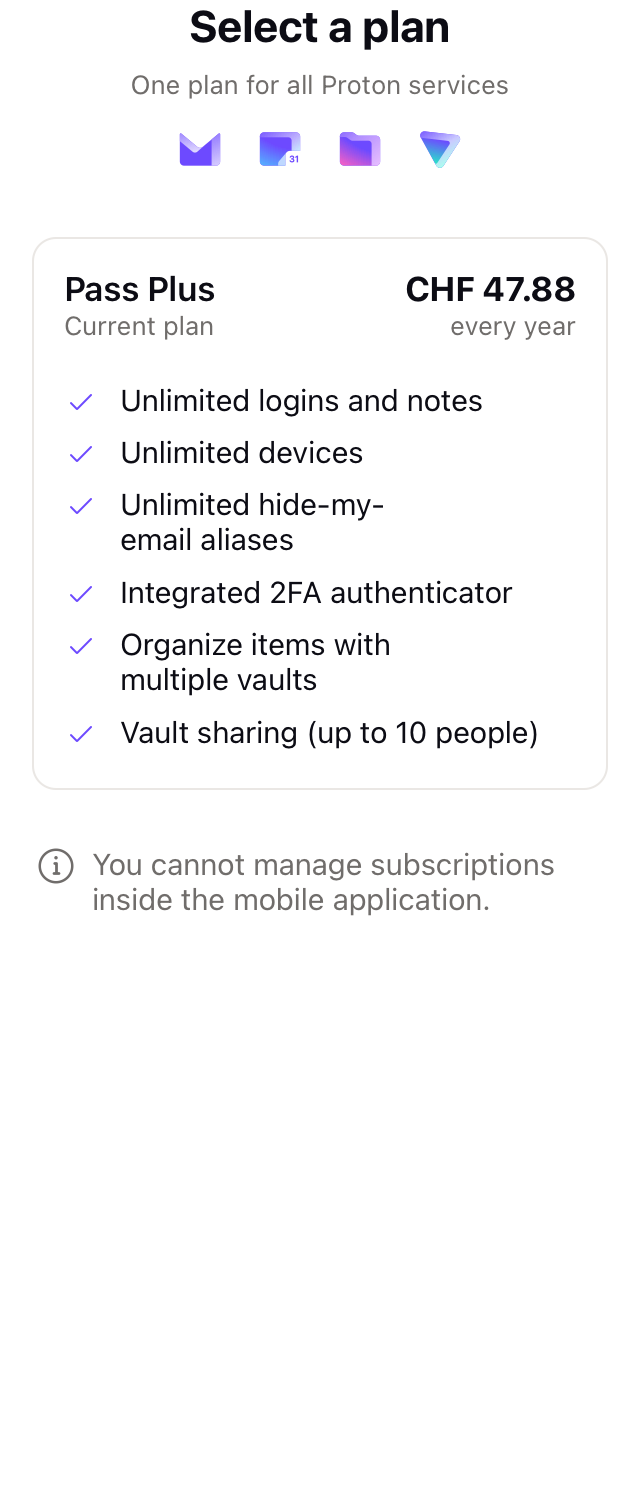 Select a plan
One plan for all Proton services
31
Pass Plus
CHF 47.88
Current plan
every year
Unlimited logins and notes
Unlimited devices
Unlimited hide-my-
email aliases
Integrated 2FA authenticator
Organize items with
multiple vaults
Vault sharing (up to 10 people)
You cannot manage subscriptions
inside the mobile application.